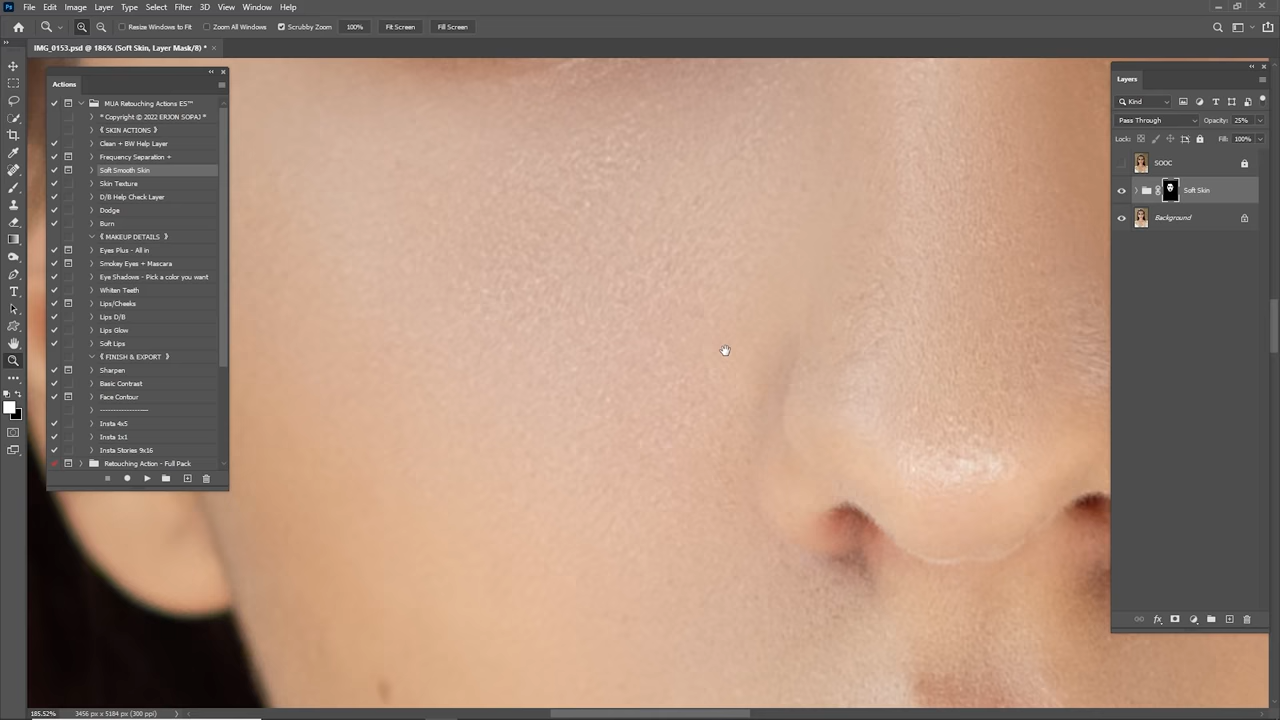 Ps File Edit Image Layer Type Select Filter 3D View Window Help
Resize Windows to Fit Zoom All Windows Scrubby Zoom 100% Fit Screen Fill Screen
IMG_0153.psd @ 186% (Soft Skin, Layer Mask/8) *
Actions
MUA Retouching Actions ES™
* Copyright © 2022 ERJON SOPAJ *
《 SKIN ACTIONS 》
Clean + BW Help Layer
Frequency Separation +
Soft Smooth Skin
Skin Texture
D/B Help Check Layer
Dodge
Burn
《 MAKEUP DETAILS 》
Eyes Plus - All in
Smokey Eyes + Mascara
Eye Shadows - Pick a color you want
Whiten Teeth
Lips/Cheeks
Lips D/B
Lips Glow
Soft Lips
《 FINISH & EXPORT 》
Sharpen
Basic Contrast
Face Contour
--------------------
Insta 4x5
Insta 1x1
Insta Stories 9x16
Retouching Action - Full Pack
Layers
Kind
Pass Through Opacity: 25%
Lock: Fill: 100%
SOOC
Soft Skin
Background
185.52% 3456 px x 5184 px (300 ppi)